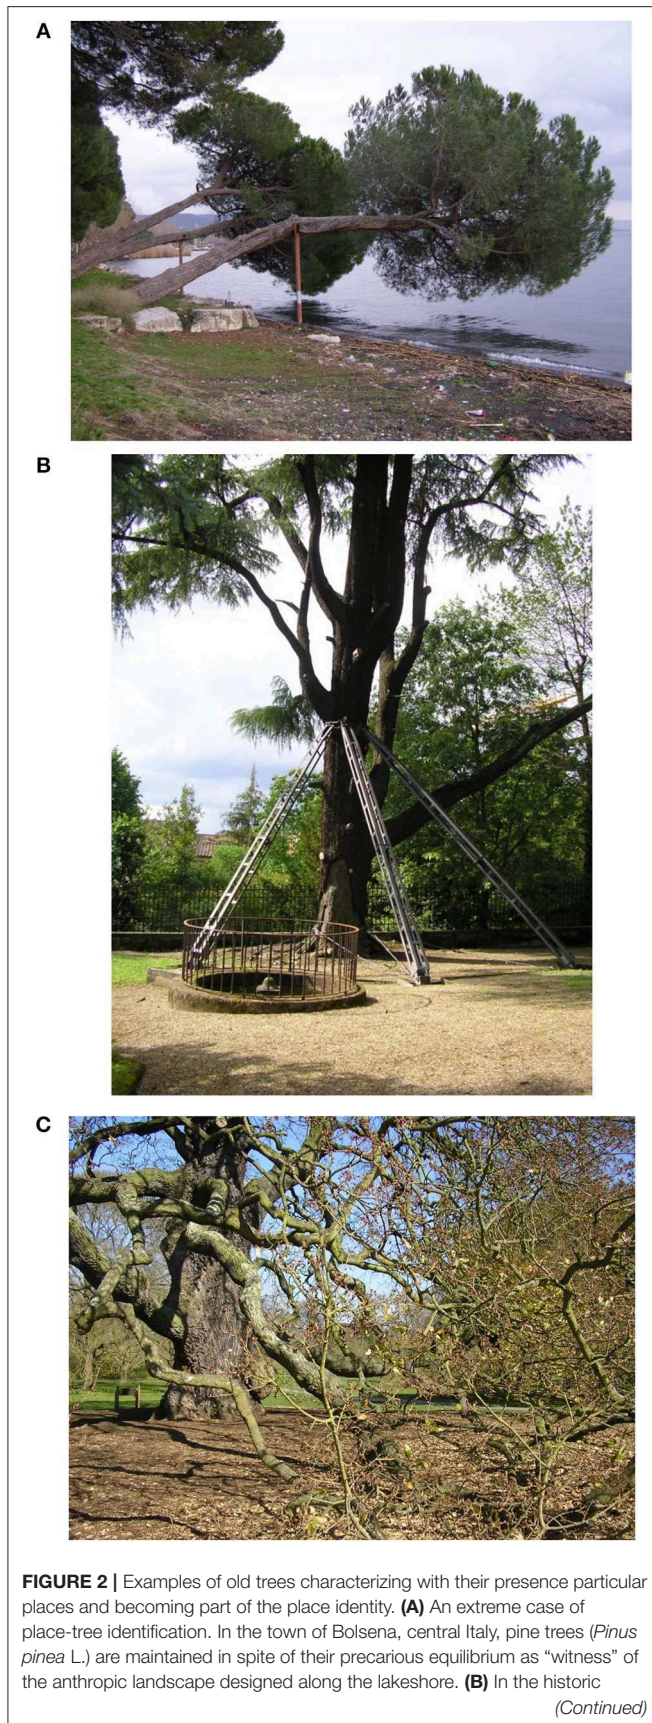 A
B
C
FIGURE 2 | Examples of old trees characterizing with their presence particular
places and becoming part of the place identity. (A) An extreme case of
place-tree identification. In the town of Bolsena, central Italy, pine trees (Pinus
pinea L.) are maintained in spite of their precarious equilibrium as “witness” of
the anthropic landscape designed along the lakeshore. (B) In the historic
(Continued)